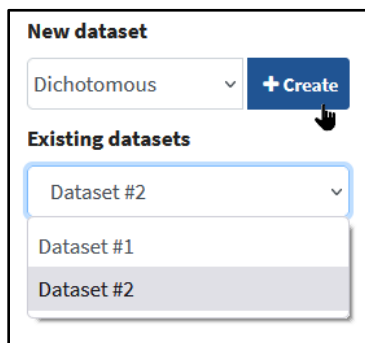 New dataset
Dichotomous
+ Create
Existing datasets
Dataset #2
Dataset #1
Dataset #2